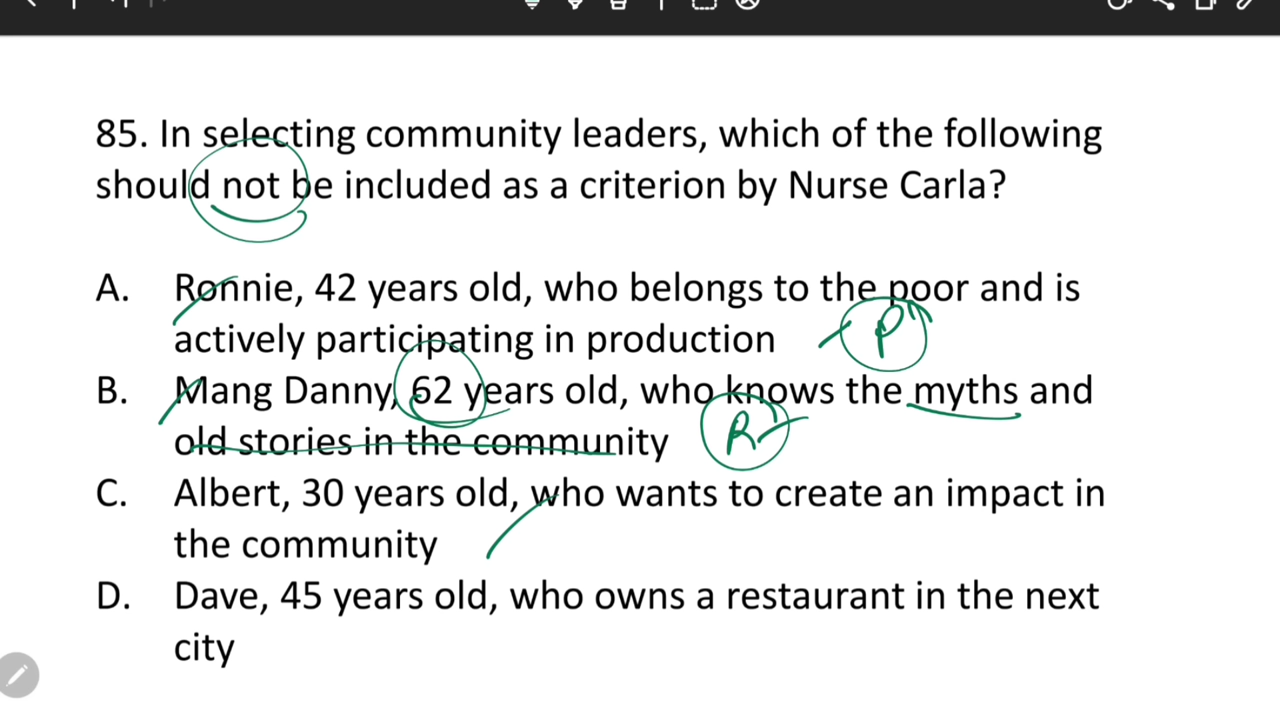 85. In selecting community leaders, which of the following
should not be included as a criterion by Nurse Carla?
A. Ronnie, 42 years old, who belongs to the poor and is
actively participating in production
P
B. Mang Danny, 62 years old, who knows the myths and
old stories in the community
R
C. Albert, 30 years old, who wants to create an impact in
the community
D. Dave, 45 years old, who owns a restaurant in the next
city